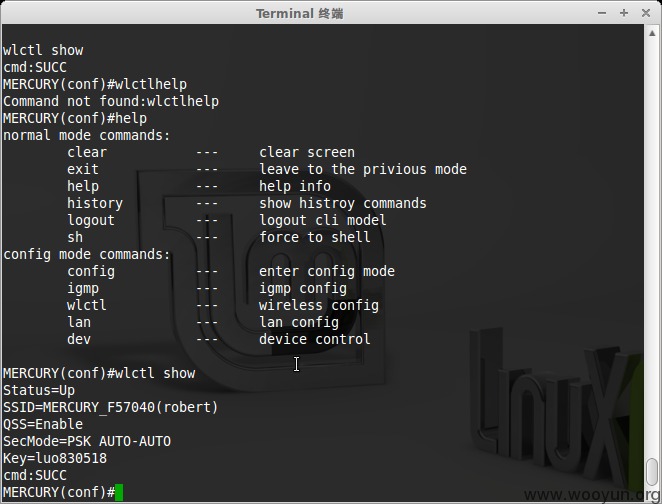 Terminal 终端
wlctl show
cmd:SUCC
MERCURY(conf)#wlctlhelp
Command not found:wlctlhelp
MERCURY(conf)#help
normal mode commands:
clear --- clear screen
exit --- leave to the privious mode
help --- help info
history --- show histroy commands
logout --- logout cli model
sh --- force to shell
config mode commands:
config --- enter config mode
igmp --- igmp config
wlctl --- wireless config
lan --- lan config
dev --- device control
MERCURY(conf)#wlctl show
Status=Up
SSID=MERCURY_F57040(robert)
QSS=Enable
SecMode=PSK AUTO-AUTO
Key=luo830518
cmd:SUCC
MERCURY(conf)#
Linux
www.wooyun.org